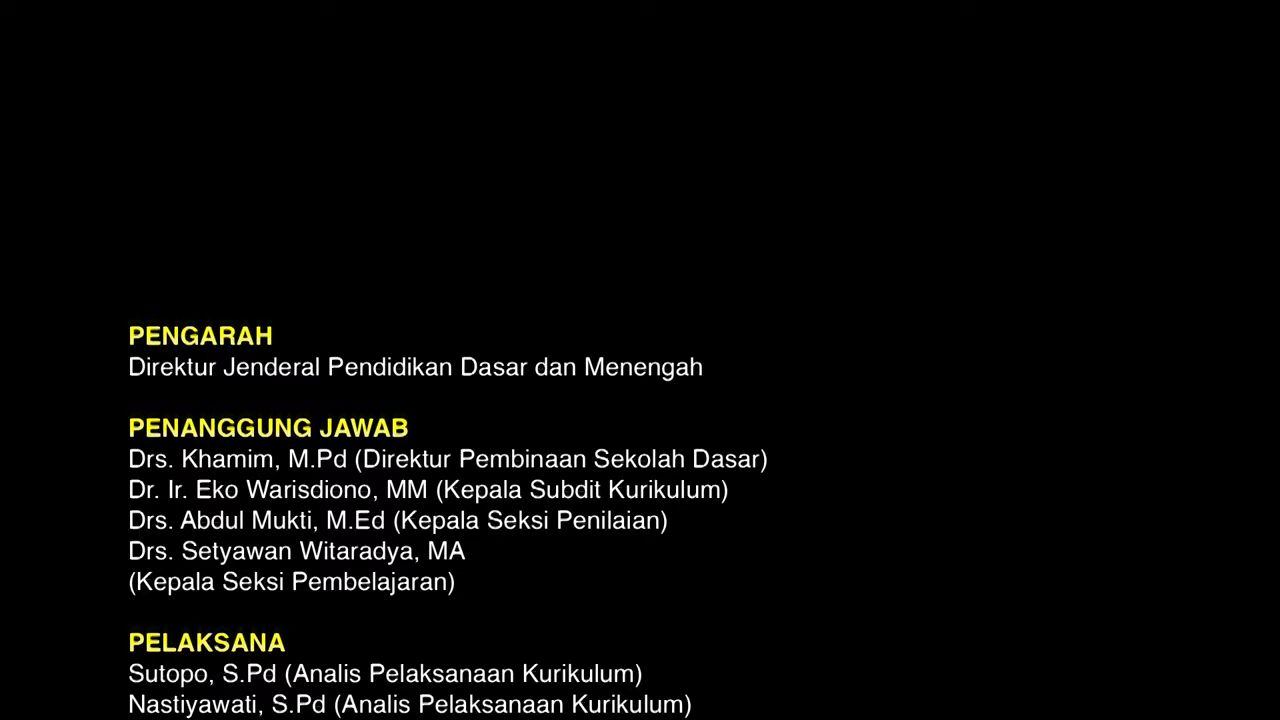 PENGARAH
Direktur Jenderal Pendidikan Dasar dan Menengah
PENANGGUNG JAWAB
Drs. Khamim, M.Pd (Direktur Pembinaan Sekolah Dasar)
Dr. Ir. Eko Warisdiono, MM (Kepala Subdit Kurikulum)
Drs. Abdul Mukti, M.Ed (Kepala Seksi Penilaian)
Drs. Setyawan Witaradya, MA
(Kepala Seksi Pembelajaran)
PELAKSANA
Sutopo, S.Pd (Analis Pelaksanaan Kurikulum)
Nastiyawati, S.Pd (Analis Pelaksanaan Kurikulum)